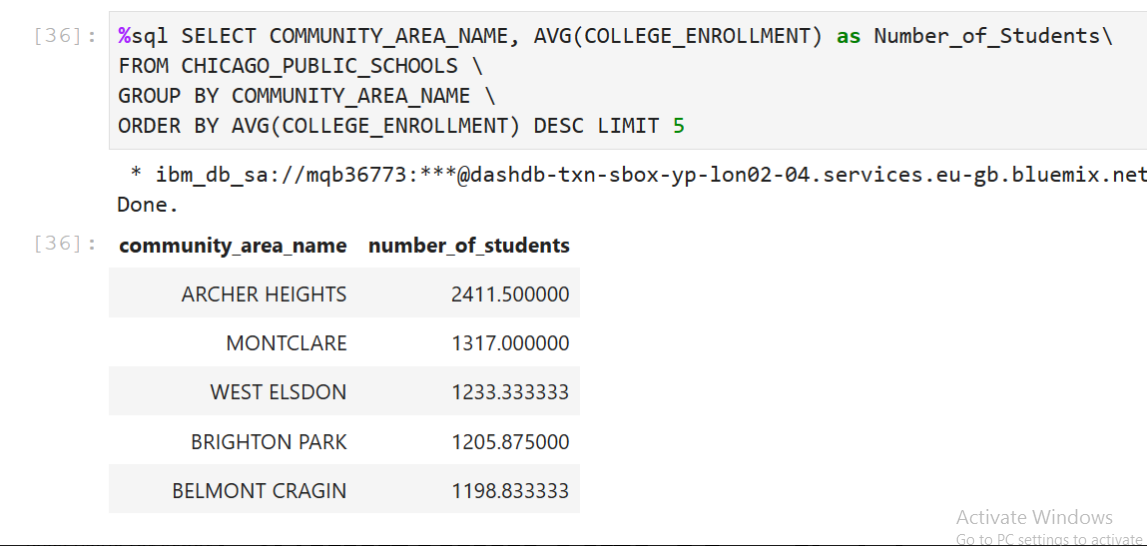 [36]: %sql SELECT COMMUNITY_AREA_NAME, AVG(COLLEGE_ENROLLMENT) as Number_of_Students\
FROM CHICAGO_PUBLIC_SCHOOLS \
GROUP BY COMMUNITY_AREA_NAME \
ORDER BY AVG(COLLEGE_ENROLLMENT) DESC LIMIT 5
* ibm_db_sa://mqb36773:***@dashdb-txn-sbox-yp-lon02-04.services.eu-gb.bluemix.net
Done.
[36]: community_area_name number_of_students
ARCHER HEIGHTS 2411.500000
MONTCLARE 1317.000000
WEST ELSDON 1233.333333
BRIGHTON PARK 1205.875000
BELMONT CRAGIN 1198.833333
Activate Windows
Go to PC settings to activate